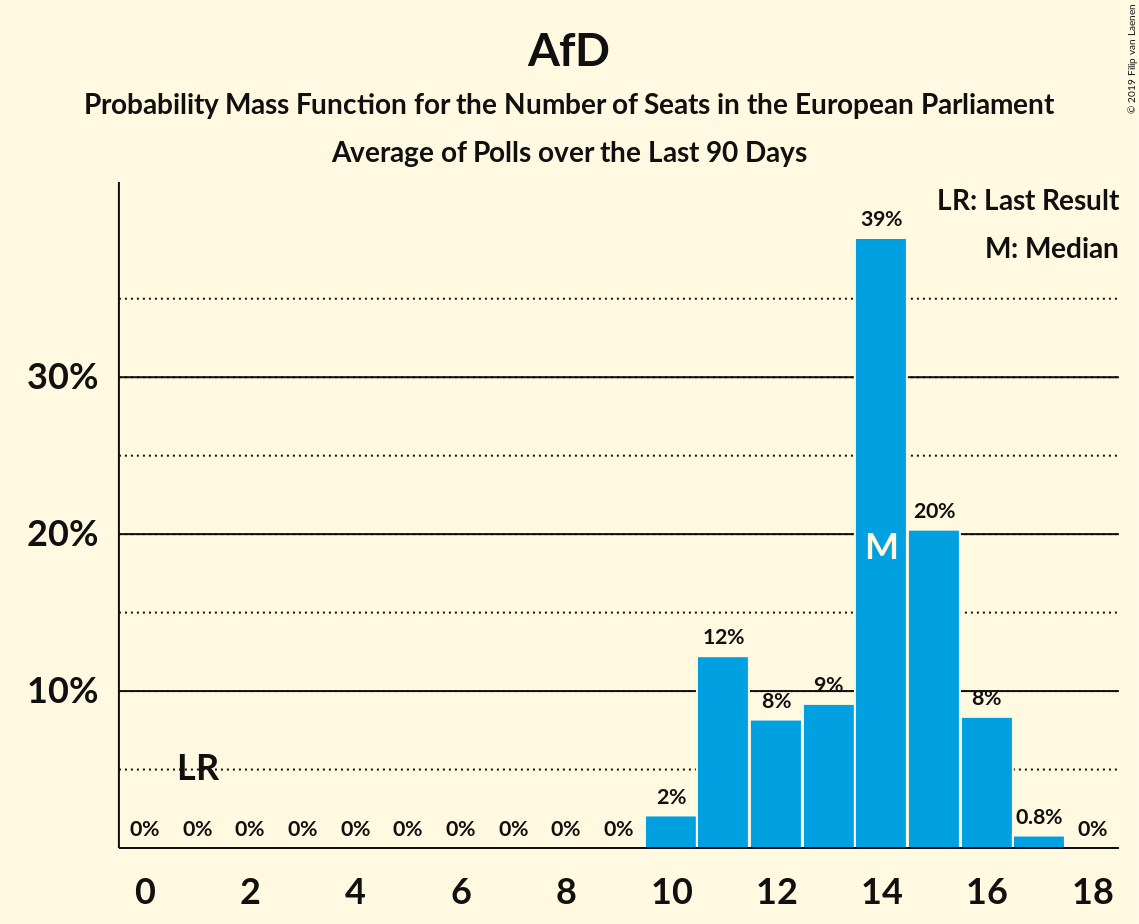 AfD
Probability Mass Function for the Number of Seats in the European Parliament
Average of Polls over the Last 90 Days
© 2019 Filip van Laenen
LR: Last Result
M: Median
39%
30%
20%
20%
M
12%
10%
9%
8%
8%
LR
2%
0.8%
0% 0% 0% 0% 0% 0% 0% 0% 0% 0% 0%
0 2 4 6 8 10 12 14 16 18